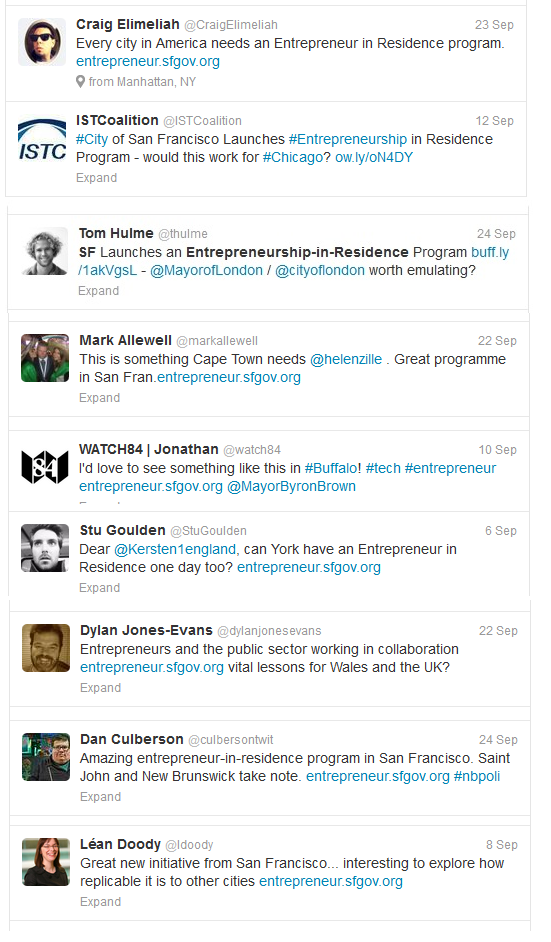 Craig Elimeliah @CraigElimeliah 23 Sep
Every city in America needs an Entrepreneur in Residence program.
entrepreneur.sfgov.org
from Manhattan, NY
ISTC
ISTCoalition @ISTCoalition 12 Sep
#City of San Francisco Launches #Entrepreneurship in Residence
Program - would this work for #Chicago? ow.ly/oN4DY
Expand
Tom Hulme @thulme 24 Sep
SF Launches an Entrepreneurship-in-Residence Program buff.ly
/1akVgsL - @MayorofLondon / @cityoflondon worth emulating?
Expand
Mark Allewell @markallewell 22 Sep
This is something Cape Town needs @helenzille . Great programme
in San Fran.entrepreneur.sfgov.org
Expand
84
WATCH84 | Jonathan @watch84 10 Sep
I'd love to see something like this in #Buffalo! #tech #entrepreneur
entrepreneur.sfgov.org @MayorByronBrown
Stu Goulden @StuGoulden 6 Sep
Dear @Kersten1england, can York have an Entrepreneur in
Residence one day too? entrepreneur.sfgov.org
Expand
Dylan Jones-Evans @dylanjonesevans 22 Sep
Entrepreneurs and the public sector working in collaboration
entrepreneur.sfgov.org vital lessons for Wales and the UK?
Expand
Dan Culberson @culbersontwit 24 Sep
Amazing entrepreneur-in-residence program in San Francisco. Saint
John and New Brunswick take note. entrepreneur.sfgov.org #nbpoli
Expand
Léan Doody @ldoody 8 Sep
Great new initiative from San Francisco... interesting to explore how
replicable it is to other cities entrepreneur.sfgov.org
Expand